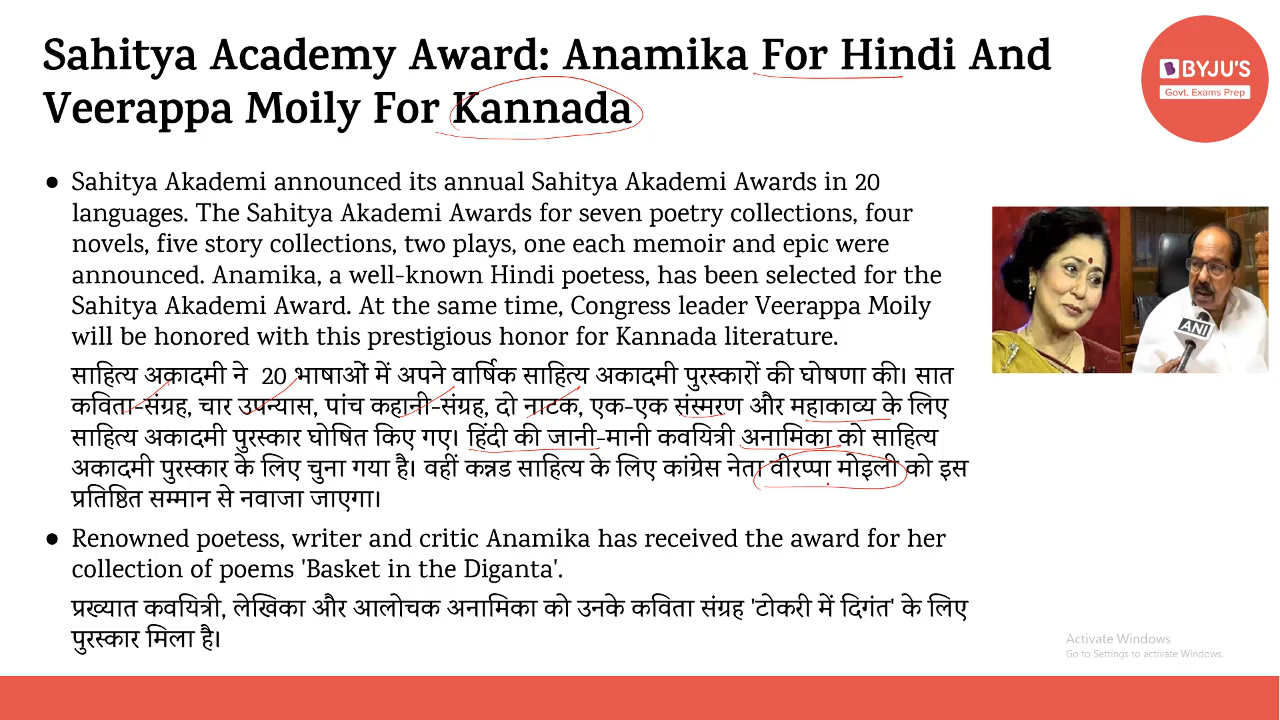 Sahitya Academy Award: Anamika For Hindi And
Veerappa Moily For Kannada
BYJU'S
Govt. Exams Prep
● Sahitya Akademi announced its annual Sahitya Akademi Awards in 20
languages. The Sahitya Akademi Awards for seven poetry collections, four
novels, five story collections, two plays, one each memoir and epic were
announced. Anamika, a well-known Hindi poetess, has been selected for the
Sahitya Akademi Award. At the same time, Congress leader Veerappa Moily
will be honored with this prestigious honor for Kannada literature.
ANI
साहित्य अकादमी ने 20 भाषाओं में अपने वार्षिक साहित्य अकादमी पुरस्कारों की घोषणा की। सात
कविता-संग्रह, चार उपन्यास, पांच कहानी-संग्रह, दो नाटक, एक-एक संस्मरण और महाकाव्य के लिए
साहित्य अकादमी पुरस्कार घोषित किए गए। हिंदी की जानी-मानी कवयित्री अनामिका को साहित्य
अकादमी पुरस्कार के लिए चुना गया है। वहीं कन्नड साहित्य के लिए कांग्रेस नेता वीरप्पा मोइली को इस
प्रतिष्ठित सम्मान से नवाजा जाएगा।
● Renowned poetess, writer and critic Anamika has received the award for her
collection of poems 'Basket in the Diganta'.
प्रख्यात कवयित्री, लेखिका और आलोचक अनामिका को उनके कविता संग्रह 'टोकरी में दिगंत' के लिए
पुरस्कार मिला है।
Activate Windows
Go to Settings to activate Windows.